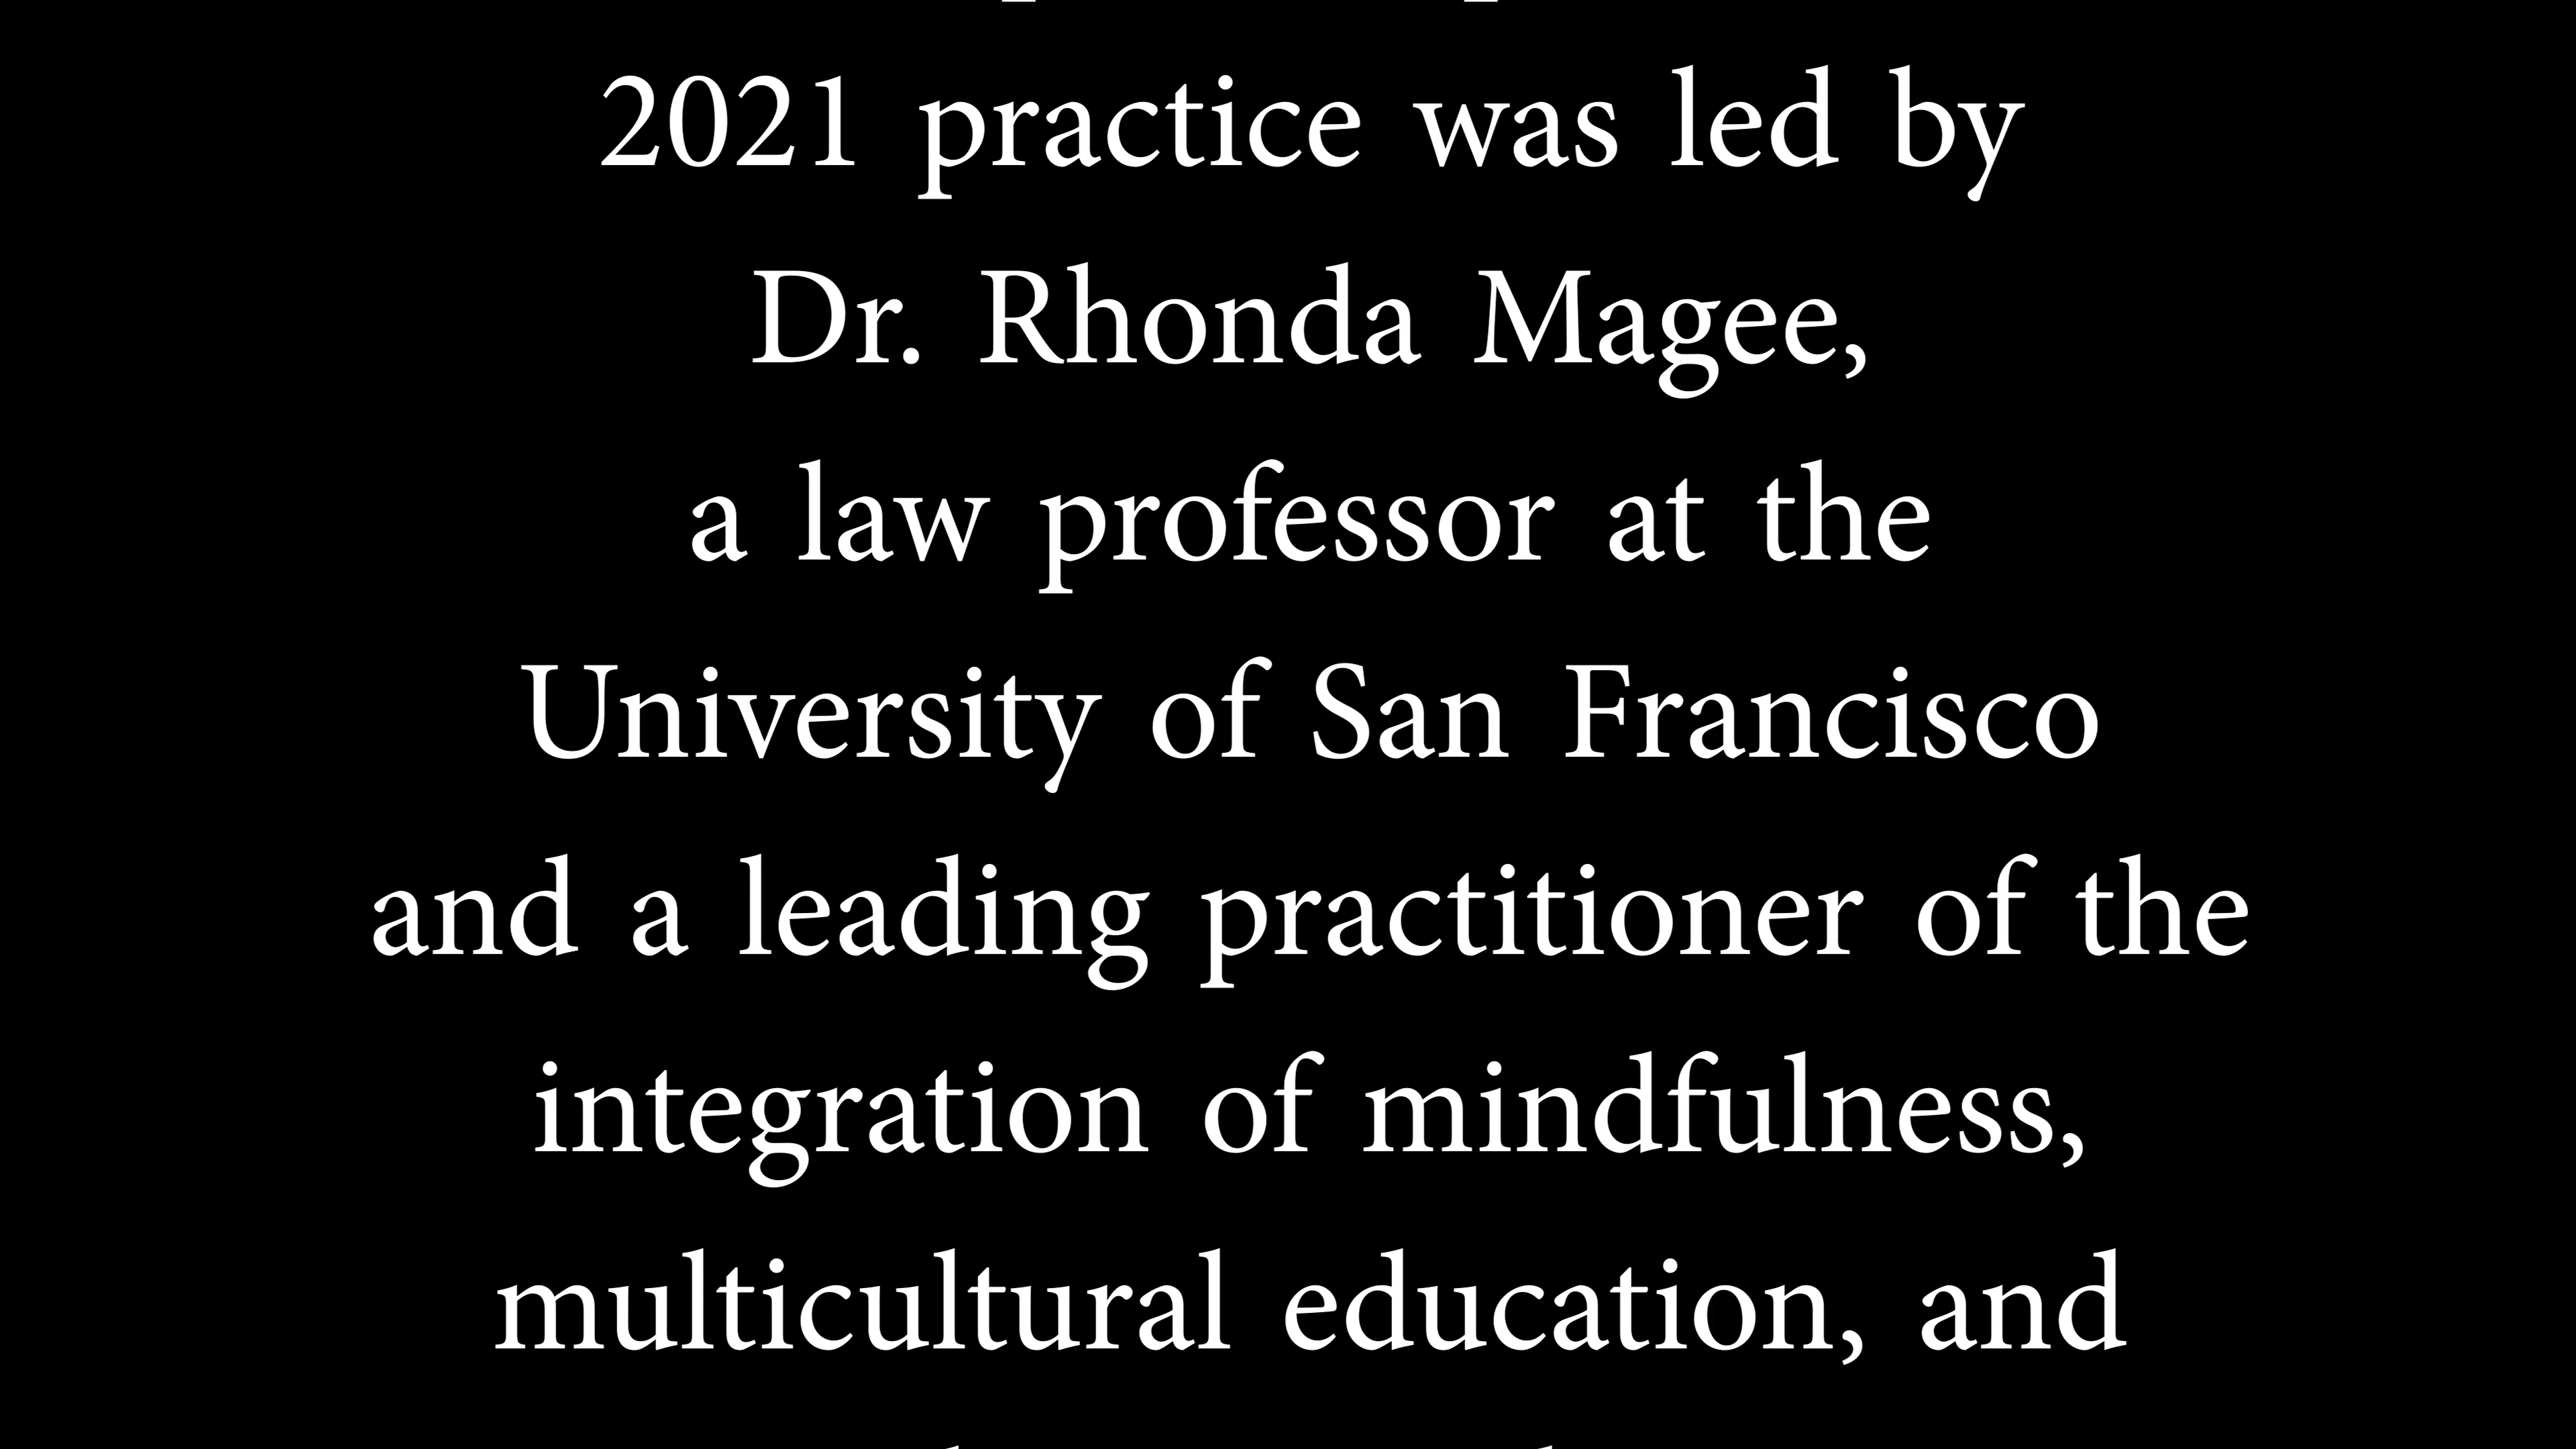 2021 practice was led by
Dr. Rhonda Magee,
a law professor at the
University of San Francisco
and a leading practitioner of the
integration of mindfulness,
multicultural education, and